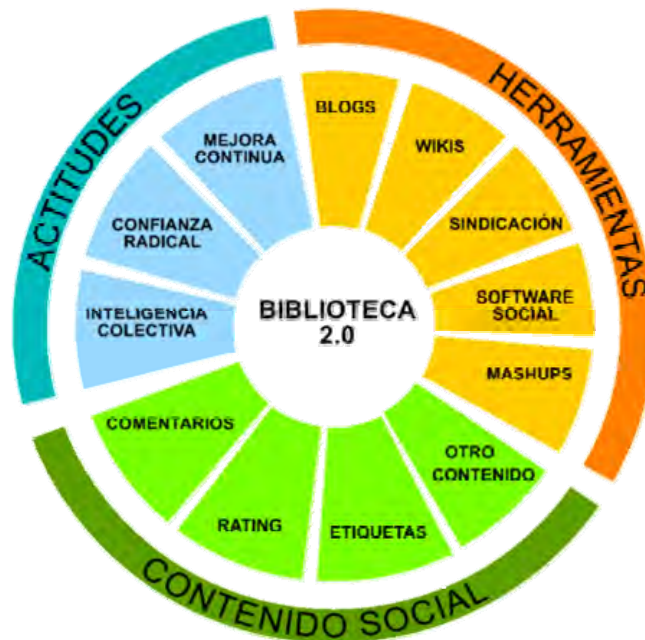 ACTITUDES
HERRAMIENTAS
CONTENIDO SOCIAL
BIBLIOTECA
2.0
MEJORA
CONTINUA
CONFIANZA
RADICAL
INTELIGENCIA
COLECTIVA
BLOGS
WIKIS
SINDICACIÓN
SOFTWARE
SOCIAL
MASHUPS
OTRO
CONTENIDO
ETIQUETAS
RATING
COMENTARIOS